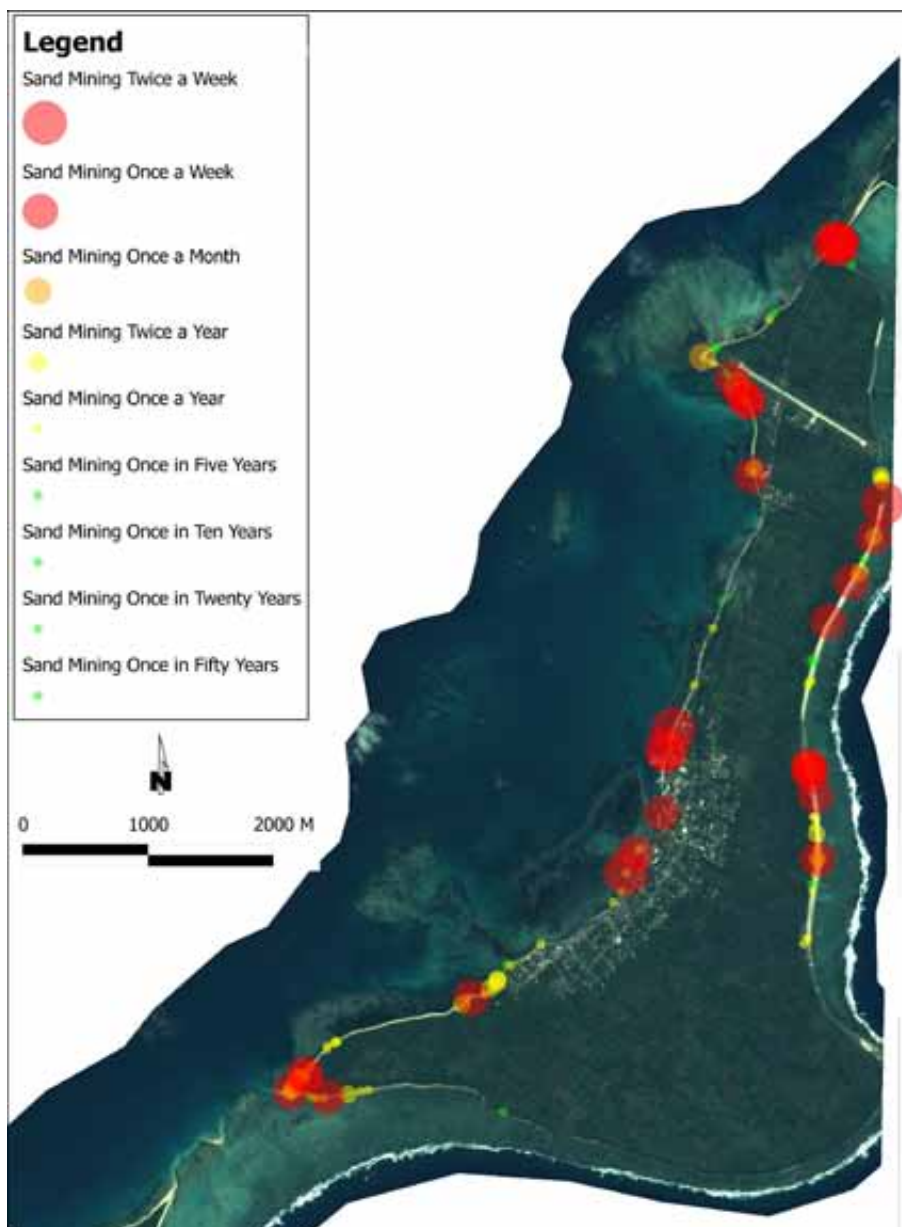 Legend
Sand Mining Twice a Week
Sand Mining Once a Week
Sand Mining Once a Month
Sand Mining Twice a Year
Sand Mining Once a Year
Sand Mining Once in Five Years
Sand Mining Once in Ten Years
Sand Mining Once in Twenty Years
Sand Mining Once in Fifty Years
N
0 1000 2000 M